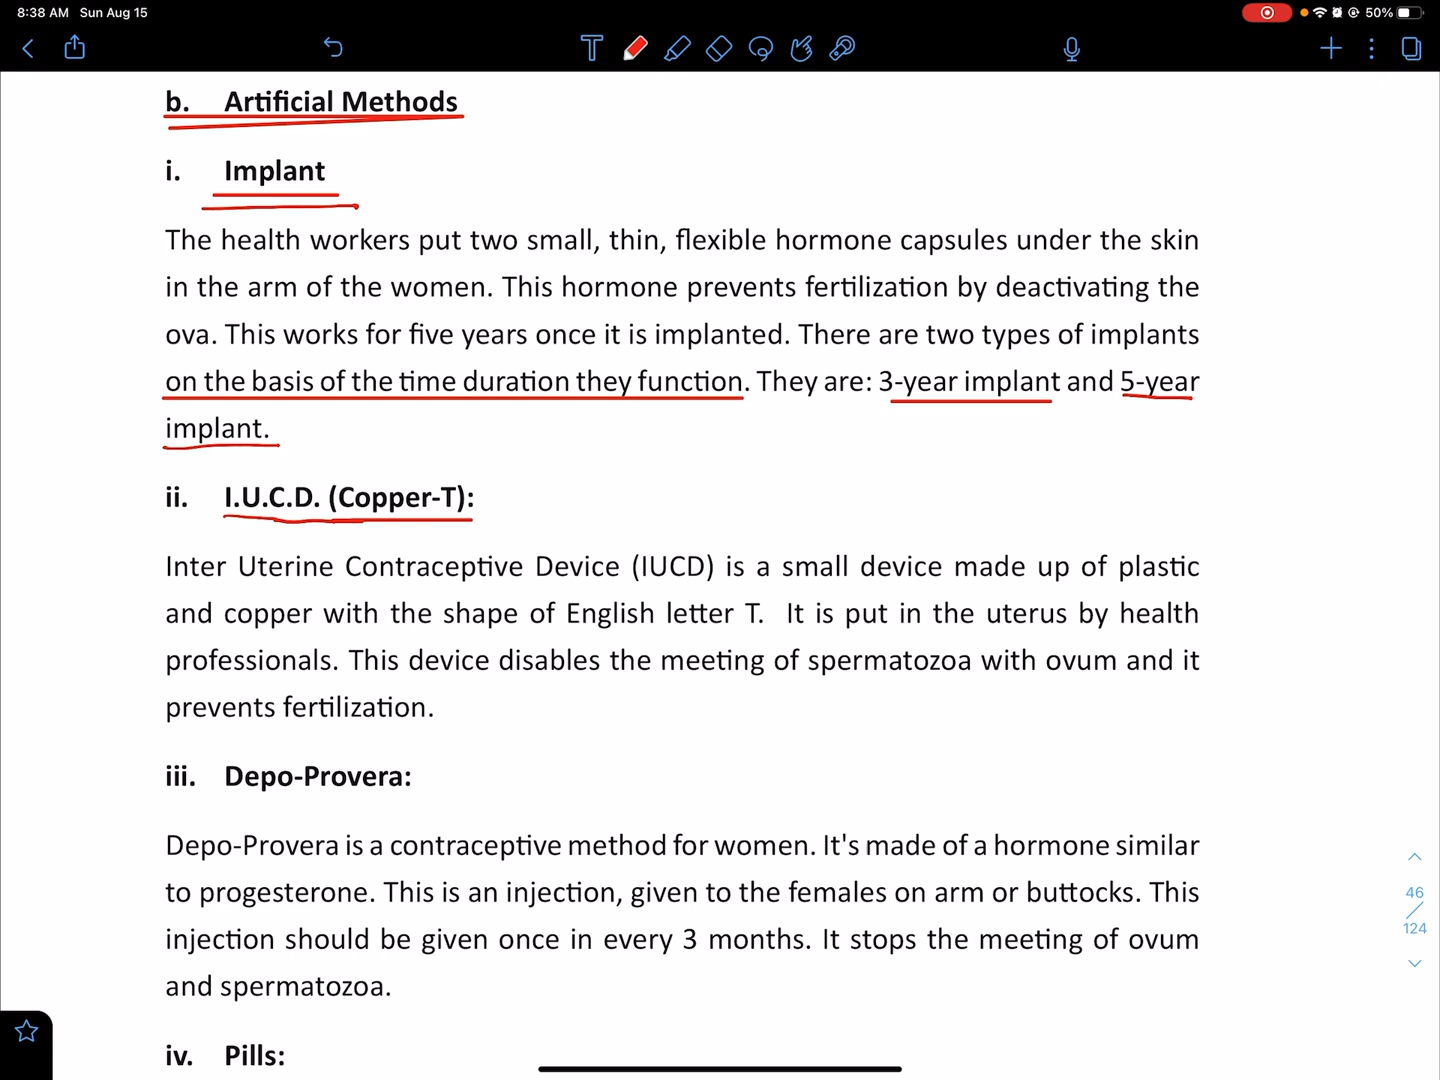 8:38 AM Sun Aug 15
50%
b. Artificial Methods
i. Implant
The health workers put two small, thin, flexible hormone capsules under the skin
in the arm of the women. This hormone prevents fertilization by deactivating the
ova. This works for five years once it is implanted. There are two types of implants
on the basis of the time duration they function. They are: 3-year implant and 5-year
implant.
ii. I.U.C.D. (Copper-T):
Inter Uterine Contraceptive Device (IUCD) is a small device made up of plastic
and copper with the shape of English letter T. It is put in the uterus by health
professionals. This device disables the meeting of spermatozoa with ovum and it
prevents fertilization.
iii. Depo-Provera:
Depo-Provera is a contraceptive method for women. It's made of a hormone similar
to progesterone. This is an injection, given to the females on arm or buttocks. This
injection should be given once in every 3 months. It stops the meeting of ovum
and spermatozoa.
iv. Pills:
46
124